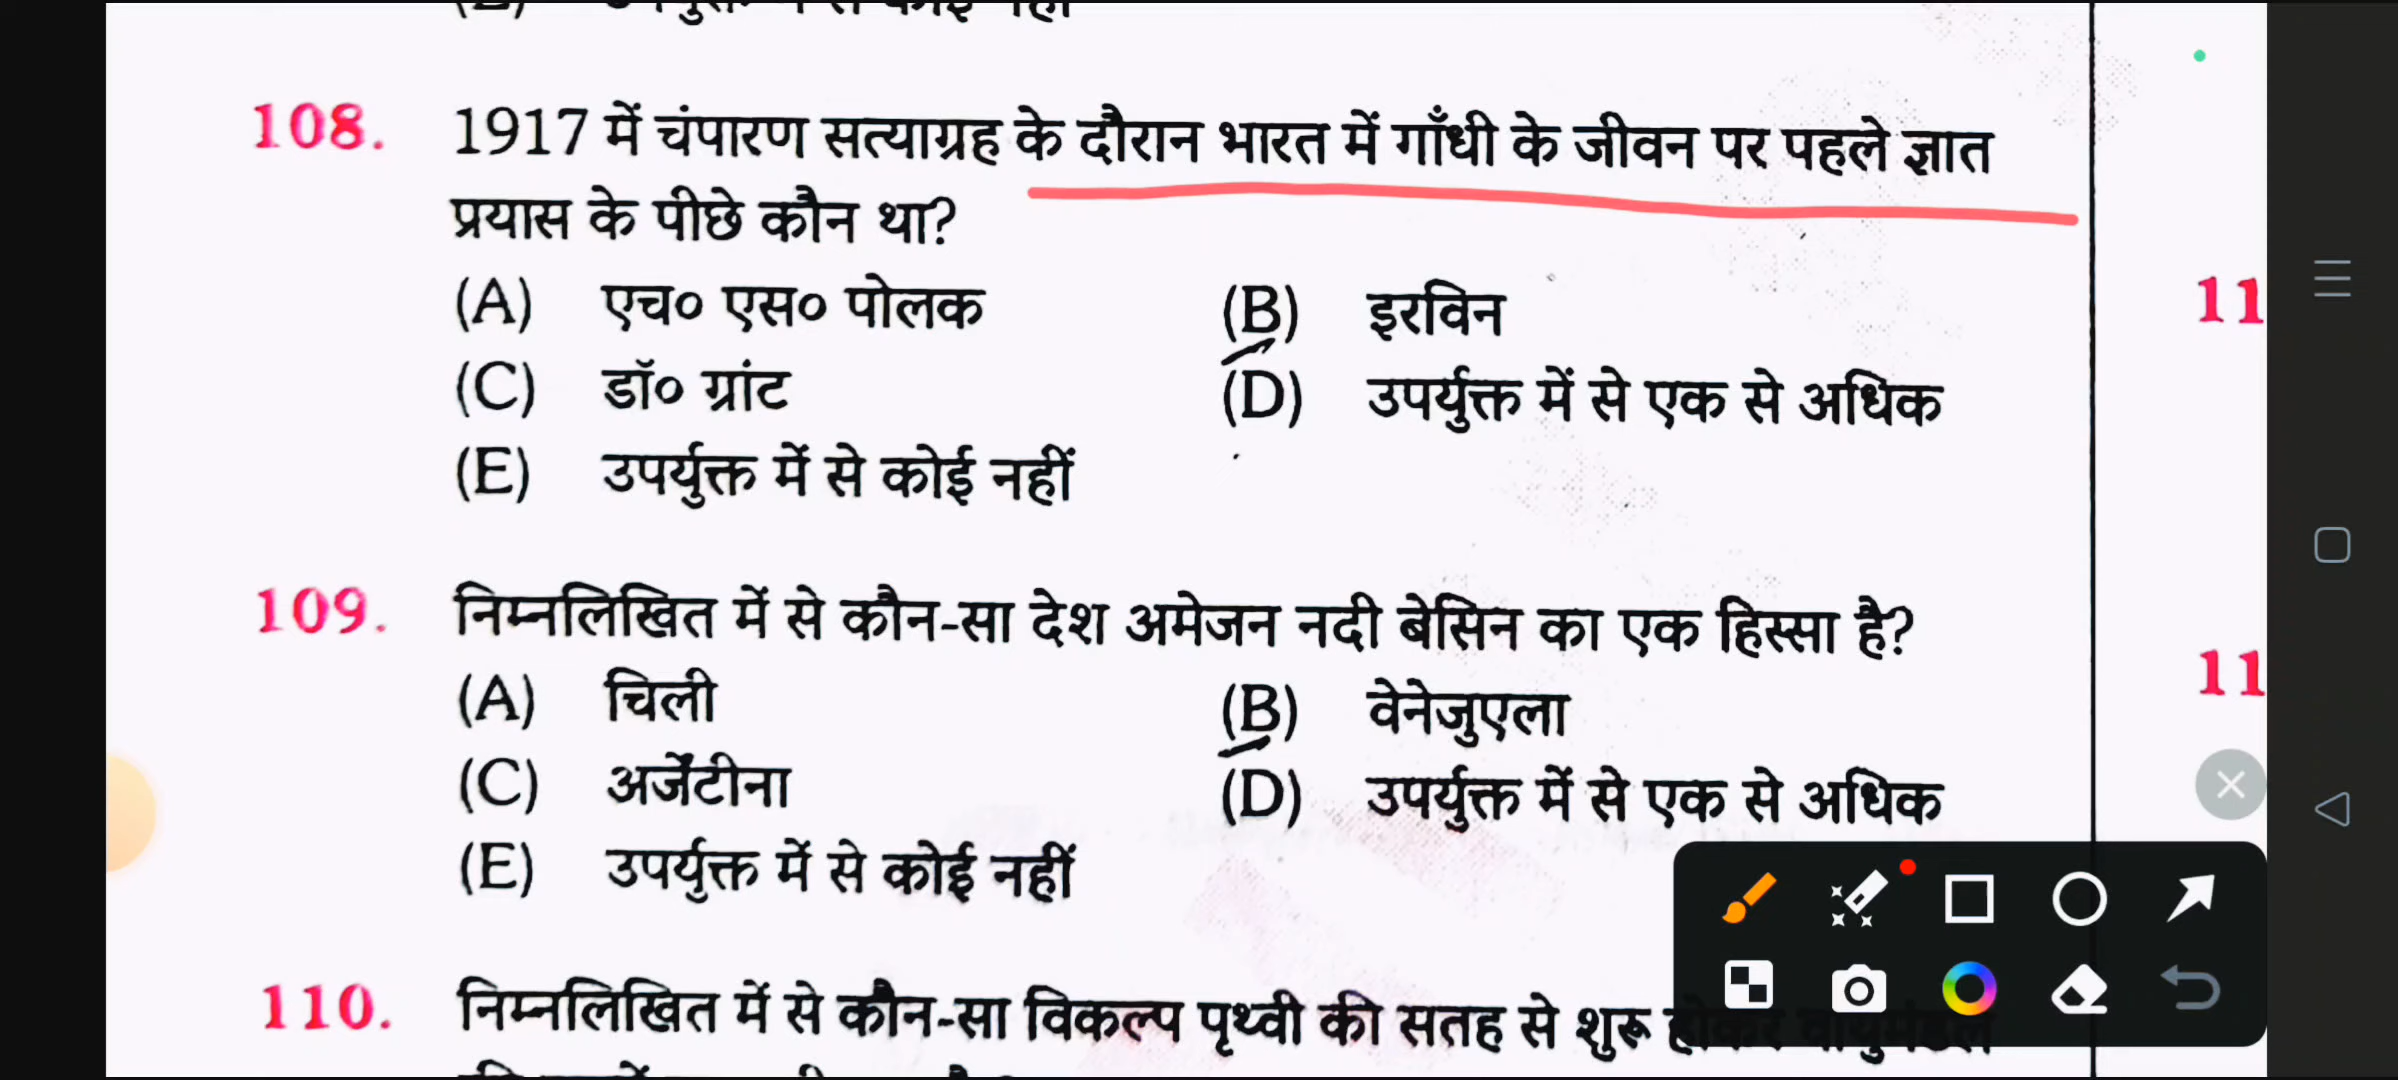 108. 1917 में चंपारण सत्याग्रह के दौरान भारत में गाँधी के जीवन पर पहले ज्ञात
प्रयास के पीछे कौन था?
(A) एच० एस० पोलक (B) इरविन
(C) डॉ० ग्रांट (D) उपर्युक्त में से एक से अधिक
(E) उपर्युक्त में से कोई नहीं
11
109. निम्नलिखित में से कौन-सा देश अमेजन नदी बेसिन का एक हिस्सा है?
(A) चिली (B) वेनेजुएला
(C) अर्जेंटीना (D) उपर्युक्त में से एक से अधिक
(E) उपर्युक्त में से कोई नहीं
11
110. निम्नलिखित में से कौन-सा विकल्प पृथ्वी की सतह से शुरू होकर वायुमंडल